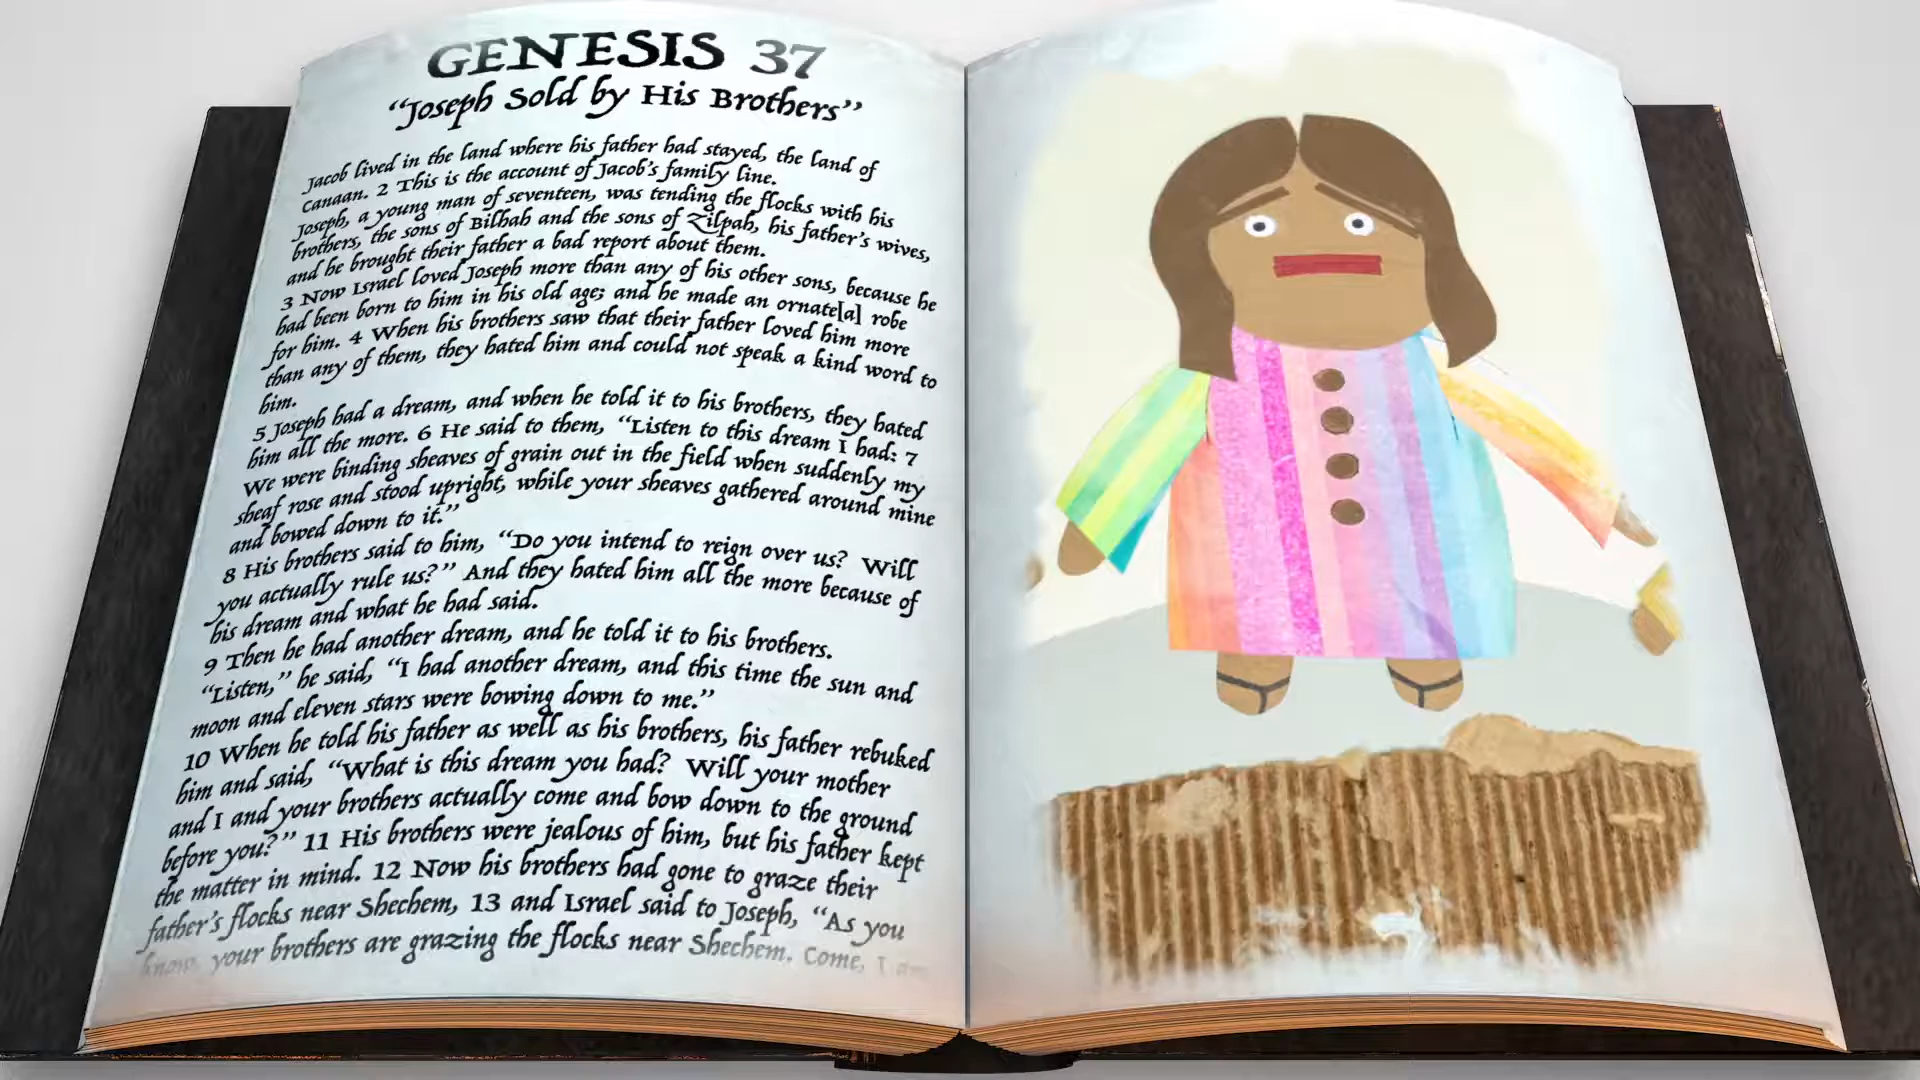 GENESIS 37
“Joseph Sold by His Brothers”
Jacob lived in the land where his father had stayed, the land of
Canaan. 2 This is the account of Jacob’s family line.
Joseph, a young man of seventeen, was tending the flocks with his
brothers, the sons of Bilhah and the sons of Zilpah, his father’s wives,
and he brought their father a bad report about them.
3 Now Israel loved Joseph more than any of his other sons, because he
had been born to him in his old age; and he made an ornate[a] robe
for him. 4 When his brothers saw that their father loved him more
than any of them, they hated him and could not speak a kind word to
him.
5 Joseph had a dream, and when he told it to his brothers, they hated
him all the more. 6 He said to them, “Listen to this dream I had: 7
We were binding sheaves of grain out in the field when suddenly my
sheaf rose and stood upright, while your sheaves gathered around mine
and bowed down to it.”
8 His brothers said to him, “Do you intend to reign over us? Will
you actually rule us?” And they hated him all the more because of
his dream and what he had said.
9 Then he had another dream, and he told it to his brothers.
“Listen,” he said, “I had another dream, and this time the sun and
moon and eleven stars were bowing down to me.”
10 When he told his father as well as his brothers, his father rebuked
him and said, “What is this dream you had? Will your mother
and I and your brothers actually come and bow down to the ground
before you?” 11 His brothers were jealous of him, but his father kept
the matter in mind. 12 Now his brothers had gone to graze their
father’s flocks near Shechem, 13 and Israel said to Joseph, “As you
know, your brothers are grazing the flocks near Shechem. Come, I am